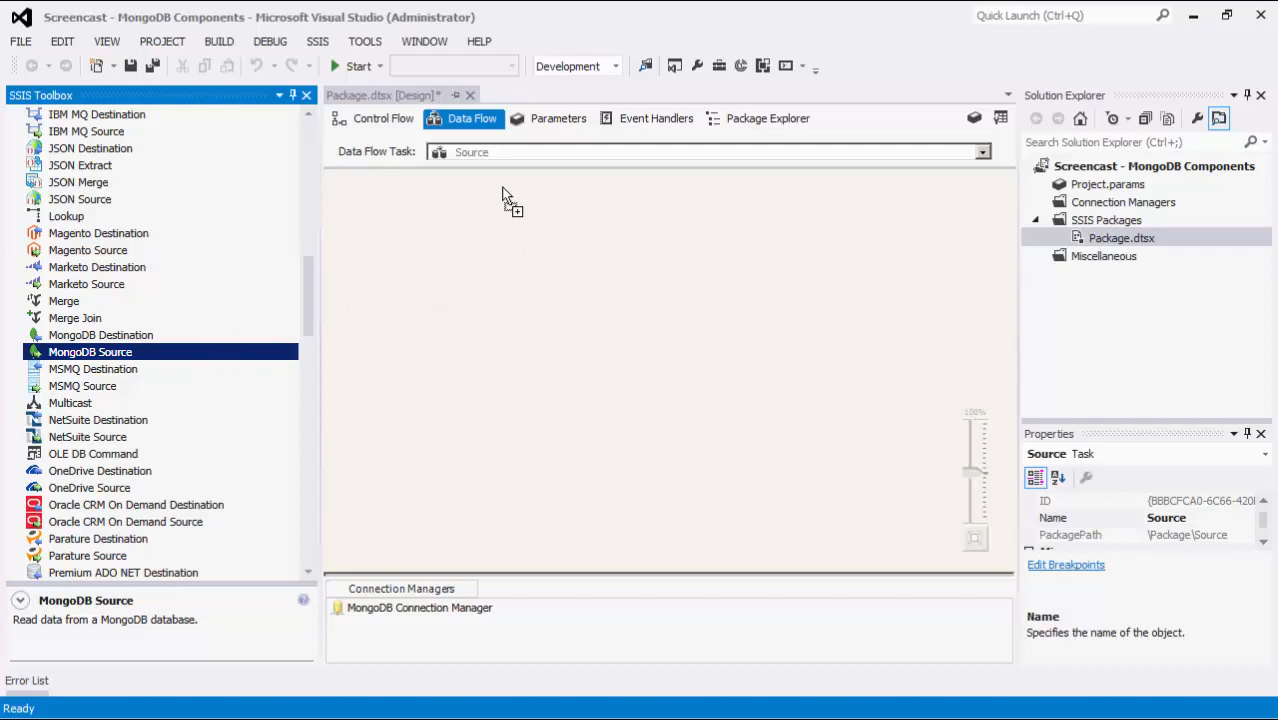 Screencast - MongoDB Components - Microsoft Visual Studio (Administrator)
Quick Launch (Ctrl+Q)
FILE EDIT VIEW PROJECT BUILD DEBUG SSIS TOOLS WINDOW HELP
Start
Development
SSIS Toolbox
IBM MQ Destination
IBM MQ Source
JSON Destination
JSON Extract
JSON Merge
JSON Source
Lookup
Magento Destination
Magento Source
Marketo Destination
Marketo Source
Merge
Merge Join
MongoDB Destination
MongoDB Source
MSMQ Destination
MSMQ Source
Multicast
NetSuite Destination
NetSuite Source
OLE DB Command
OneDrive Destination
OneDrive Source
Oracle CRM On Demand Destination
Oracle CRM On Demand Source
Parature Destination
Parature Source
Premium ADO NET Destination
MongoDB Source
Read data from a MongoDB database.
Package.dtsx [Design]*
Control Flow Data Flow Parameters Event Handlers Package Explorer
Data Flow Task: Source
100%
Connection Managers
MongoDB Connection Manager
Solution Explorer
Search Solution Explorer (Ctrl+;)
Screencast - MongoDB Components
Project.params
Connection Managers
SSIS Packages
Package.dtsx
Miscellaneous
Properties
Source Task
ID {BBBCFCA0-6C66-420
Name Source
PackagePath \Package\Source
Edit Breakpoints
Name
Specifies the name of the object.
Error List
Ready